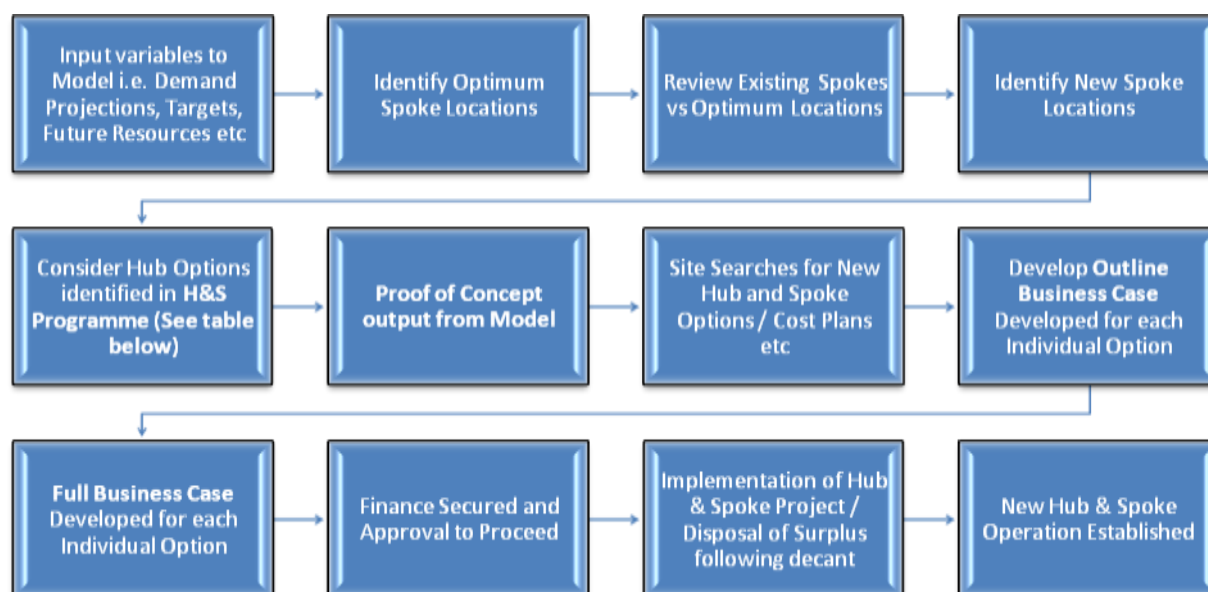 Input variables to
Model i.e. Demand
Projections, Targets,
Future Resources etc
Identify Optimum
Spoke Locations
Review Existing Spokes
vs Optimum Locations
Identify New Spoke
Locations
Consider Hub Options
identified in H&S
Programme (See table
below)
Proof of Concept
output from Model
Site Searches for New
Hub and Spoke
Options / Cost Plans
etc
Develop Outline
Business Case
Developed for each
Individual Option
Full Business Case
Developed for each
Individual Option
Finance Secured and
Approval to Proceed
Implementation of Hub
& Spoke Project /
Disposal of Surplus
following decant
New Hub & Spoke
Operation Established